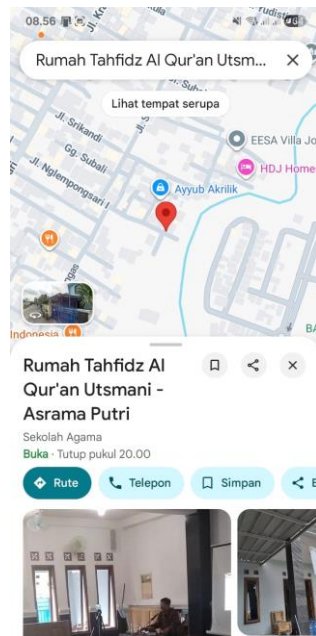 08.56
Rumah Tahfidz Al Qur'an Utsm...
Lihat tempat serupa
Jl. Srikandi
Gg. Subali
Jl. Nglempongsari I
EESA Villa Jo
HDJ Home
Ayyub Akrilik
Indonesia
Rumah Tahfidz Al
Qur'an Utsmani -
Asrama Putri
Sekolah Agama
Buka · Tutup pukul 20.00
Rute
Telepon
Simpan